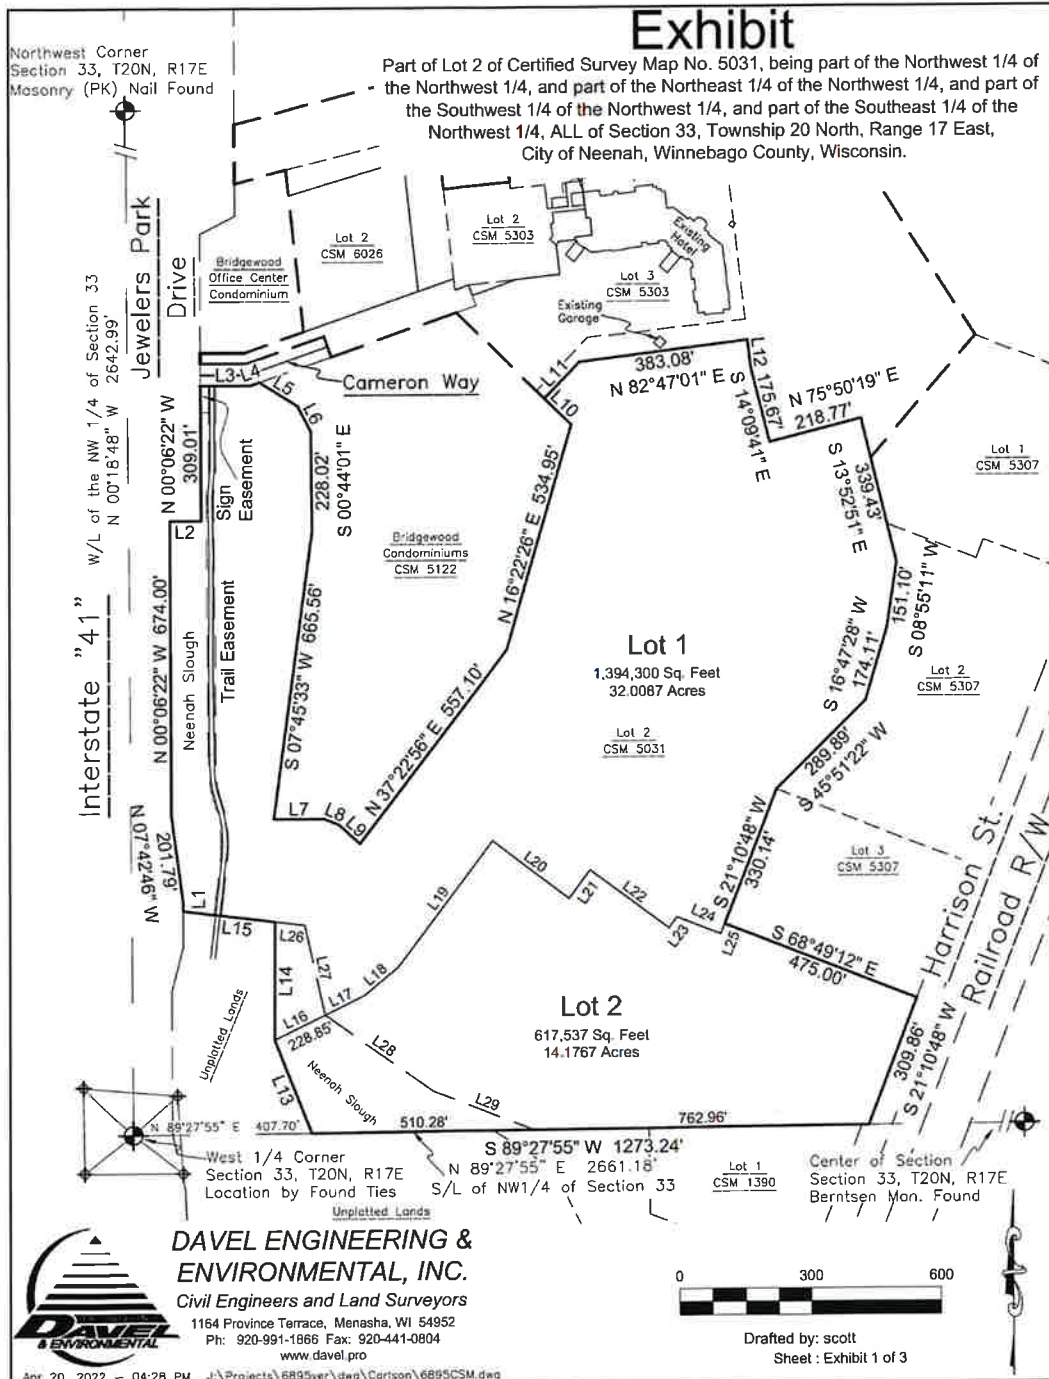 Exhibit
Part of Lot 2 of Certified Survey Map No. 5031, being part of the Northwest 1/4 of
the Northwest 1/4, and part of the Northeast 1/4 of the Northwest 1/4, and part of
the Southwest 1/4 of the Northwest 1/4, and part of the Southeast 1/4 of the
Northwest 1/4, ALL of Section 33, Township 20 North, Range 17 East,
City of Neenah, Winnebago County, Wisconsin.
Northwest Corner
Section 33, T20N, R17E
Masonry (PK) Nail Found
W/L of the NW 1/4 of Section 33
N 00°18'48" W 2642.99'
Jewelers Park
Drive
Interstate "41"
Bridgewood
Office Center
Condominium
Lot 2
CSM 6026
Lot 2
CSM 5303
Existing
Hotel
Lot 3
CSM 5303
Existing
Garage
L3-L4
Cameron Way
L5
L6
L11
L10
383.08'
N 82°47'01" E
L12 175.67'
S 14°09'41" E
N 75°50'19" E
218.77'
Lot 1
CSM 5307
339.43'
S 13°52'51" E
N 00°06'22" W
309.01'
Sign
Easement
L2
228.02'
S 00°44'01" E
Bridgewood
Condominiums
CSM 5122
N 16°22'26" E 534.95'
151.10'
S 08°55'11" W
N 00°06'22" W 674.00'
Neenah Slough
Trail Easement
S 07°45'33" W 665.56'
Lot 1
1,394,300 Sq. Feet
32.0087 Acres
Lot 2
CSM 5031
S 16°47'28" W
174.11'
Lot 2
CSM 5307
N 37°22'56" E 557.10'
289.89'
S 45°51'22" W
L7
L8
L9
N 07°42'46" W
201.79'
L1
L15
S 21°10'48" W
330.14'
Lot 3
CSM 5307
Harrison St.
Railroad R/W
L19
L20
L21
L22
L23
L24
L25
S 68°49'12" E
475.00'
L26
L27
L14
L18
L17
L16
228.85'
Unplatted Lands
Lot 2
617,537 Sq. Feet
14.1767 Acres
309.86'
S 21°10'48" W
L28
L13
Neenah Slough
L29
N 89°27'55" E 407.70'
510.28'
762.96'
S 89°27'55" W 1273.24'
West 1/4 Corner
Section 33, T20N, R17E
Location by Found Ties
N 89°27'55" E 2661.18'
S/L of NW1/4 of Section 33
Lot 1
CSM 1390
Center of Section
Section 33, T20N, R17E
Berntsen Mon. Found
Unplatted Lands
DAVEL
& ENVIRONMENTAL
DAVEL ENGINEERING &
ENVIRONMENTAL, INC.
Civil Engineers and Land Surveyors
1164 Province Terrace, Menasha, WI 54952
Ph: 920-991-1866 Fax: 920-441-0804
www.davel.pro
0 300 600
Drafted by: scott
Sheet : Exhibit 1 of 3
Apr 20, 2022 - 04:28 PM J:\Projects\6895ver\dwg\Carlson\6895CSM.dwg